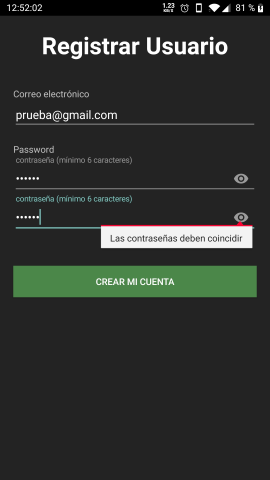 12:52:02
1.23
KB/S
81 %
Registrar Usuario
Correo electrónico
prueba@gmail.com
Password
contraseña (mínimo 6 caracteres)
••••••
contraseña (mínimo 6 caracteres)
••••••
Las contraseñas deben coincidir
CREAR MI CUENTA